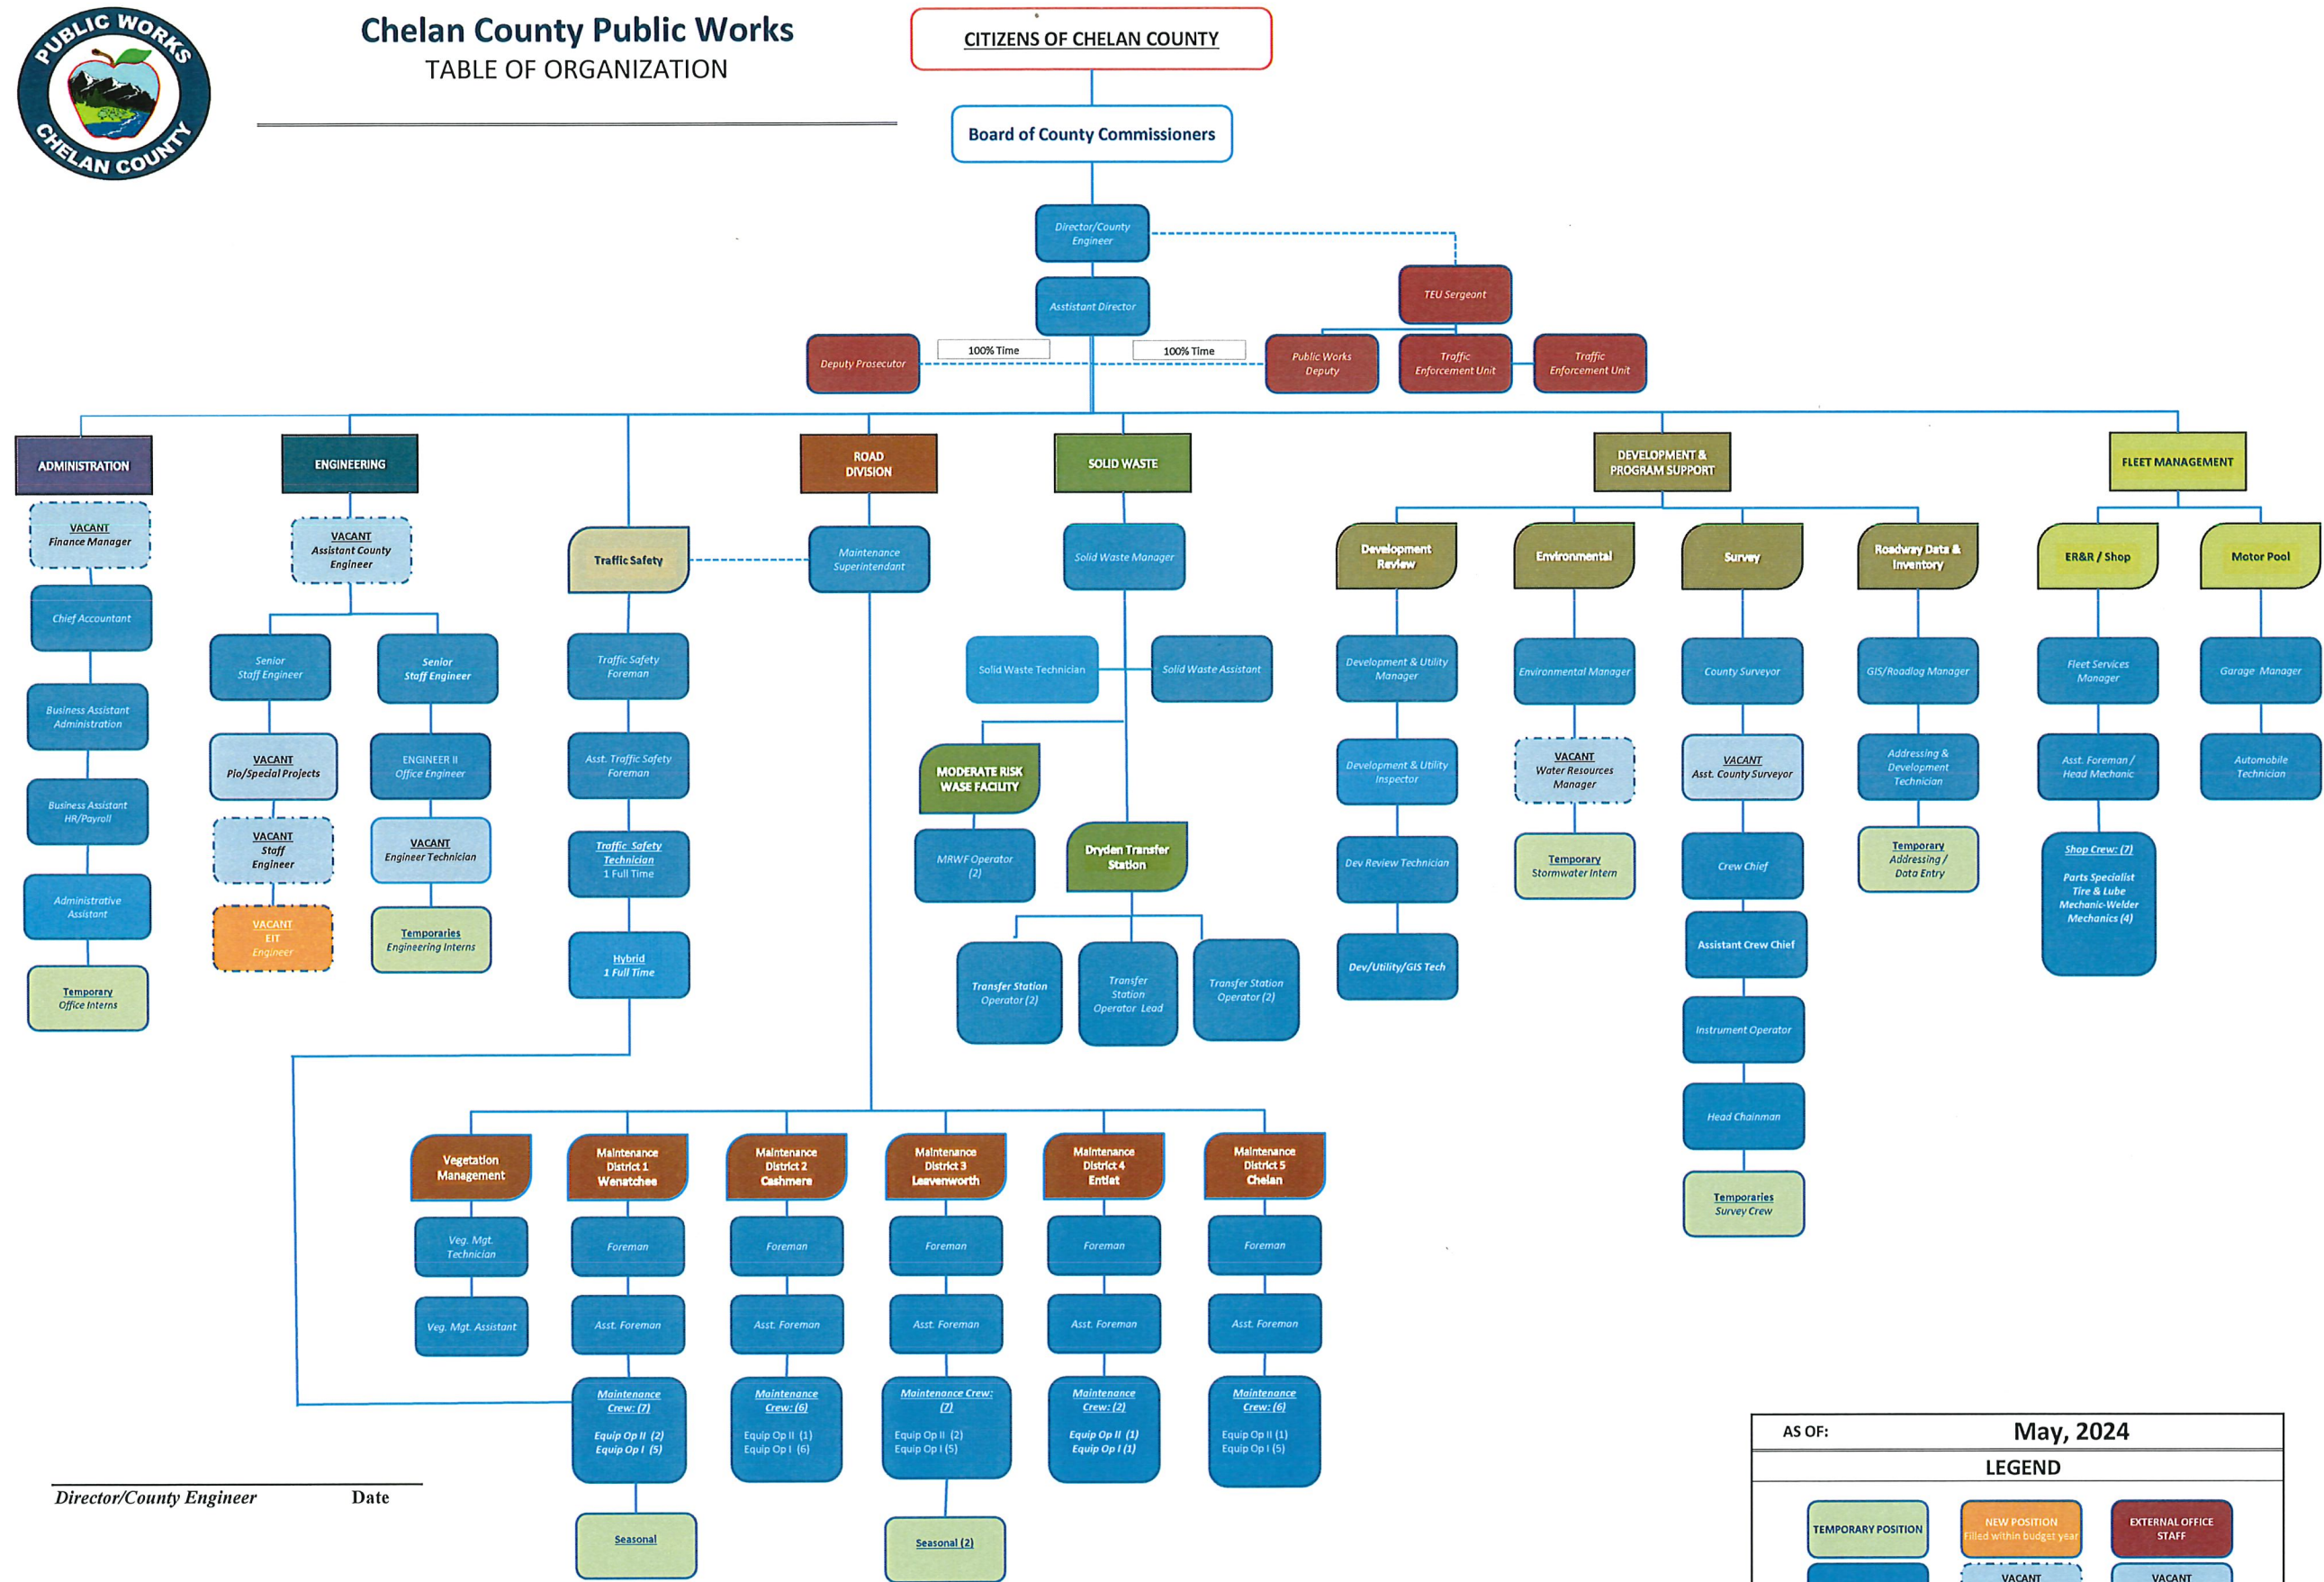 PUBLIC WORKS
CHELAN COUNTY
Chelan County Public Works
TABLE OF ORGANIZATION
CITIZENS OF CHELAN COUNTY
Board of County Commissioners
Director/County
Engineer
Asstistant Director
TEU Sergeant
Deputy Prosecutor
100% Time
100% Time
Public Works
Deputy
Traffic
Enforcement Unit
Traffic
Enforcement Unit
ADMINISTRATION
ENGINEERING
ROAD
DIVISION
SOLID WASTE
DEVELOPMENT &
PROGRAM SUPPORT
FLEET MANAGEMENT
VACANT
Finance Manager
Chief Accountant
Business Assistant
Administration
Business Assistant
HR/Payroll
Administrative
Assistant
Temporary
Office Interns
VACANT
Assistant County
Engineer
Senior
Staff Engineer
VACANT
Pio/Special Projects
VACANT
Staff
Engineer
VACANT
EIT
Engineer
Senior
Staff Engineer
ENGINEER II
Office Engineer
VACANT
Engineer Technician
Temporaries
Engineering Interns
Traffic Safety
Traffic Safety
Foreman
Asst. Traffic Safety
Foreman
Traffic Safety
Technician
1 Full Time
Hybrid
1 Full Time
Maintenance
Superintendant
Solid Waste Manager
Solid Waste Technician
Solid Waste Assistant
MODERATE RISK
WASE FACILITY
MRWF Operator
(2)
Dryden Transfer
Station
Transfer Station
Operator (2)
Transfer
Station
Operator Lead
Transfer Station
Operator (2)
Development
Review
Development & Utility
Manager
Development & Utility
Inspector
Dev Review Technician
Dev/Utility/GIS Tech
Environmental
Environmental Manager
VACANT
Water Resources
Manager
Temporary
Stormwater Intern
Survey
County Surveyor
VACANT
Asst. County Surveyor
Crew Chief
Assistant Crew Chief
Instrument Operator
Head Chainman
Temporaries
Survey Crew
Roadway Data &
Inventory
GIS/Roadlog Manager
Addressing &
Development
Technician
Temporary
Addressing /
Data Entry
ER&R / Shop
Fleet Services
Manager
Asst. Foreman /
Head Mechanic
Shop Crew: (7)
Parts Specialist
Tire & Lube
Mechanic-Welder
Mechanics (4)
Motor Pool
Garage Manager
Automobile
Technician
Vegetation
Management
Veg. Mgt.
Technician
Veg. Mgt. Assistant
Maintenance
District 1
Wenatchee
Foreman
Asst. Foreman
Maintenance
Crew: (7)
Equip Op II (2)
Equip Op I (5)
Seasonal
Maintenance
District 2
Cashmere
Foreman
Asst. Foreman
Maintenance
Crew: (6)
Equip Op II (1)
Equip Op I (6)
Maintenance
District 3
Leavenworth
Foreman
Asst. Foreman
Maintenance Crew:
(7)
Equip Op II (2)
Equip Op I (5)
Seasonal (2)
Maintenance
District 4
Entiat
Foreman
Asst. Foreman
Maintenance
Crew: (2)
Equip Op II (1)
Equip Op I (1)
Maintenance
District 5
Chelan
Foreman
Asst. Foreman
Maintenance
Crew: (6)
Equip Op II (1)
Equip Op I (5)
Director/County Engineer Date
AS OF: May, 2024
LEGEND
TEMPORARY POSITION
NEW POSITION
Filled within budget year
EXTERNAL OFFICE
STAFF
VACANT
VACANT